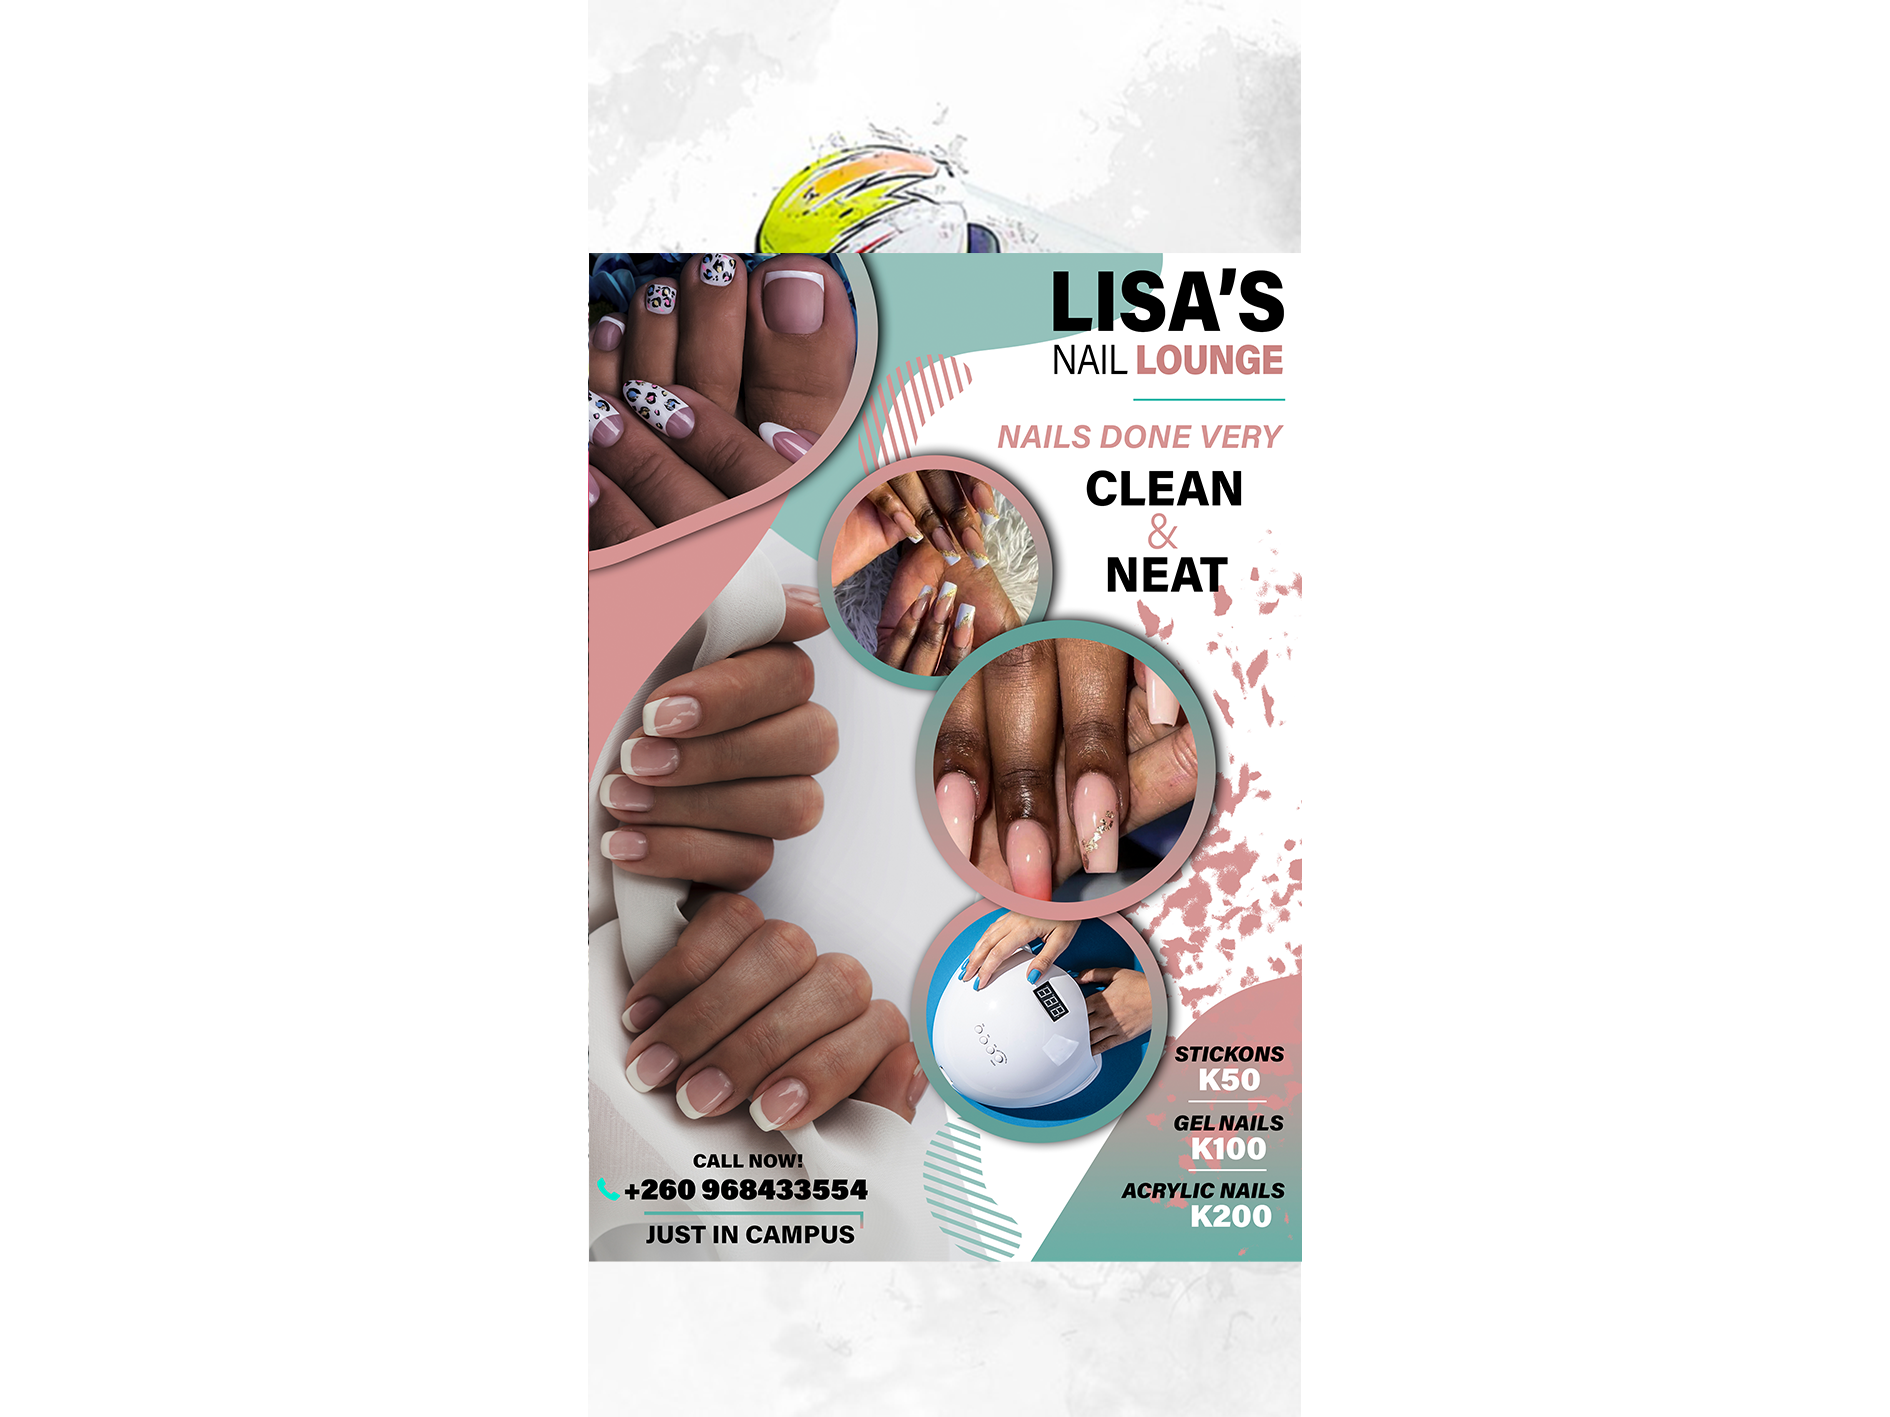 LISA'S
NAIL LOUNGE
NAILS DONE VERY
CLEAN
&
NEAT
STICKONS
K50
GEL NAILS
K100
ACRYLIC NAILS
K200
CALL NOW!
+260 968433554
JUST IN CAMPUS